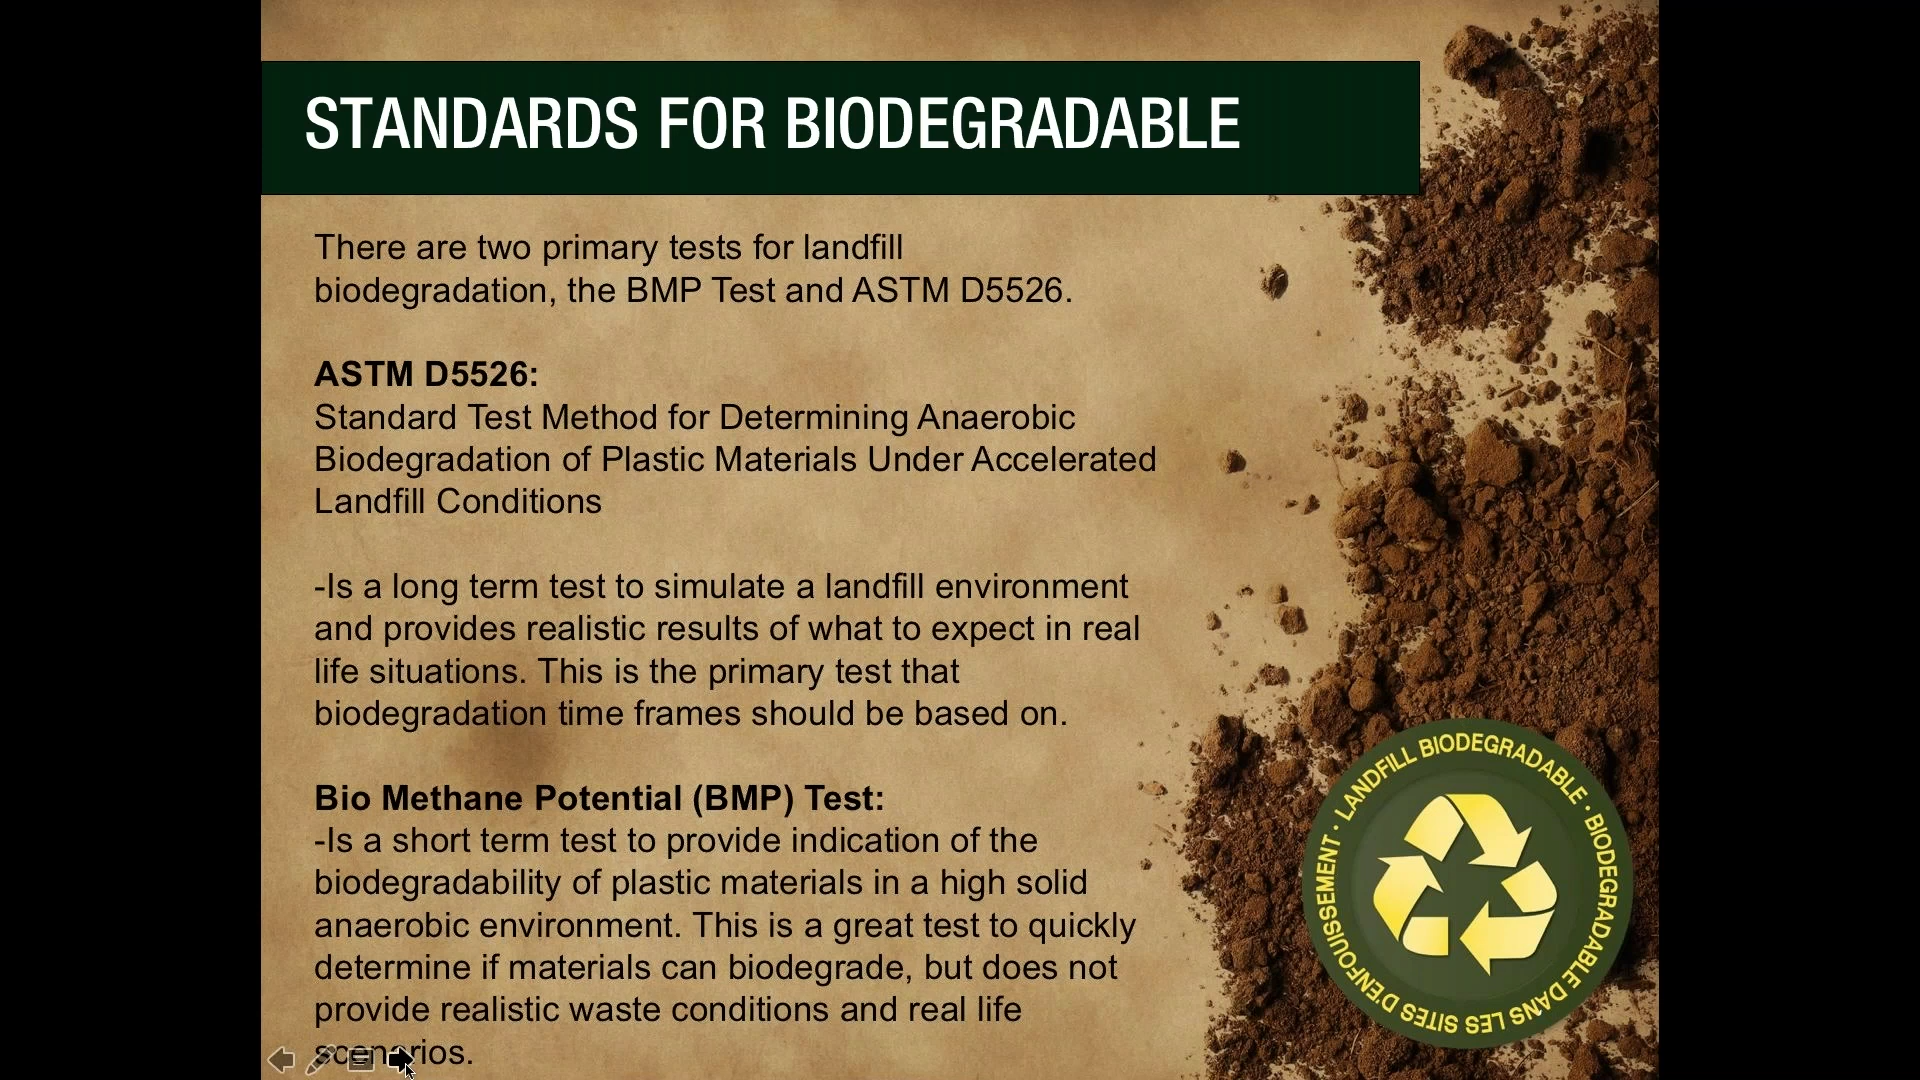 STANDARDS FOR BIODEGRADABLE
There are two primary tests for landfill
biodegradation, the BMP Test and ASTM D5526.
ASTM D5526:
Standard Test Method for Determining Anaerobic
Biodegradation of Plastic Materials Under Accelerated
Landfill Conditions
-Is a long term test to simulate a landfill environment
and provides realistic results of what to expect in real
life situations. This is the primary test that
biodegradation time frames should be based on.
Bio Methane Potential (BMP) Test:
-Is a short term test to provide indication of the
biodegradability of plastic materials in a high solid
anaerobic environment. This is a great test to quickly
determine if materials can biodegrade, but does not
provide realistic waste conditions and real life
scenarios.
LANDFILL BIODEGRADABLE · BIODEGRADABLE DANS LES SITES D'ENFOUISSEMENT ·